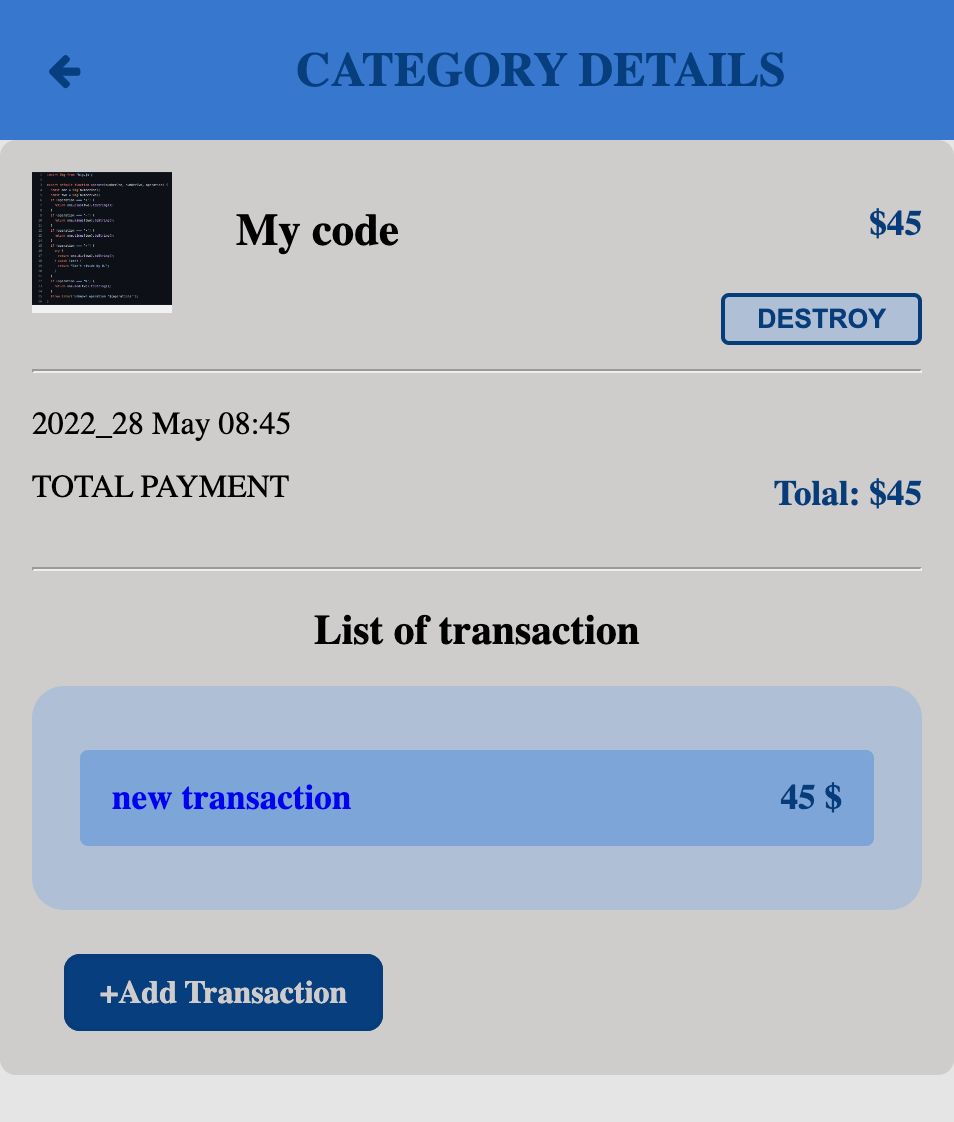 CATEGORY DETAILS
My code
$45
DESTROY
2022_28 May 08:45
TOTAL PAYMENT
Tolal: $45
List of transaction
new transaction
45 $
+Add Transaction